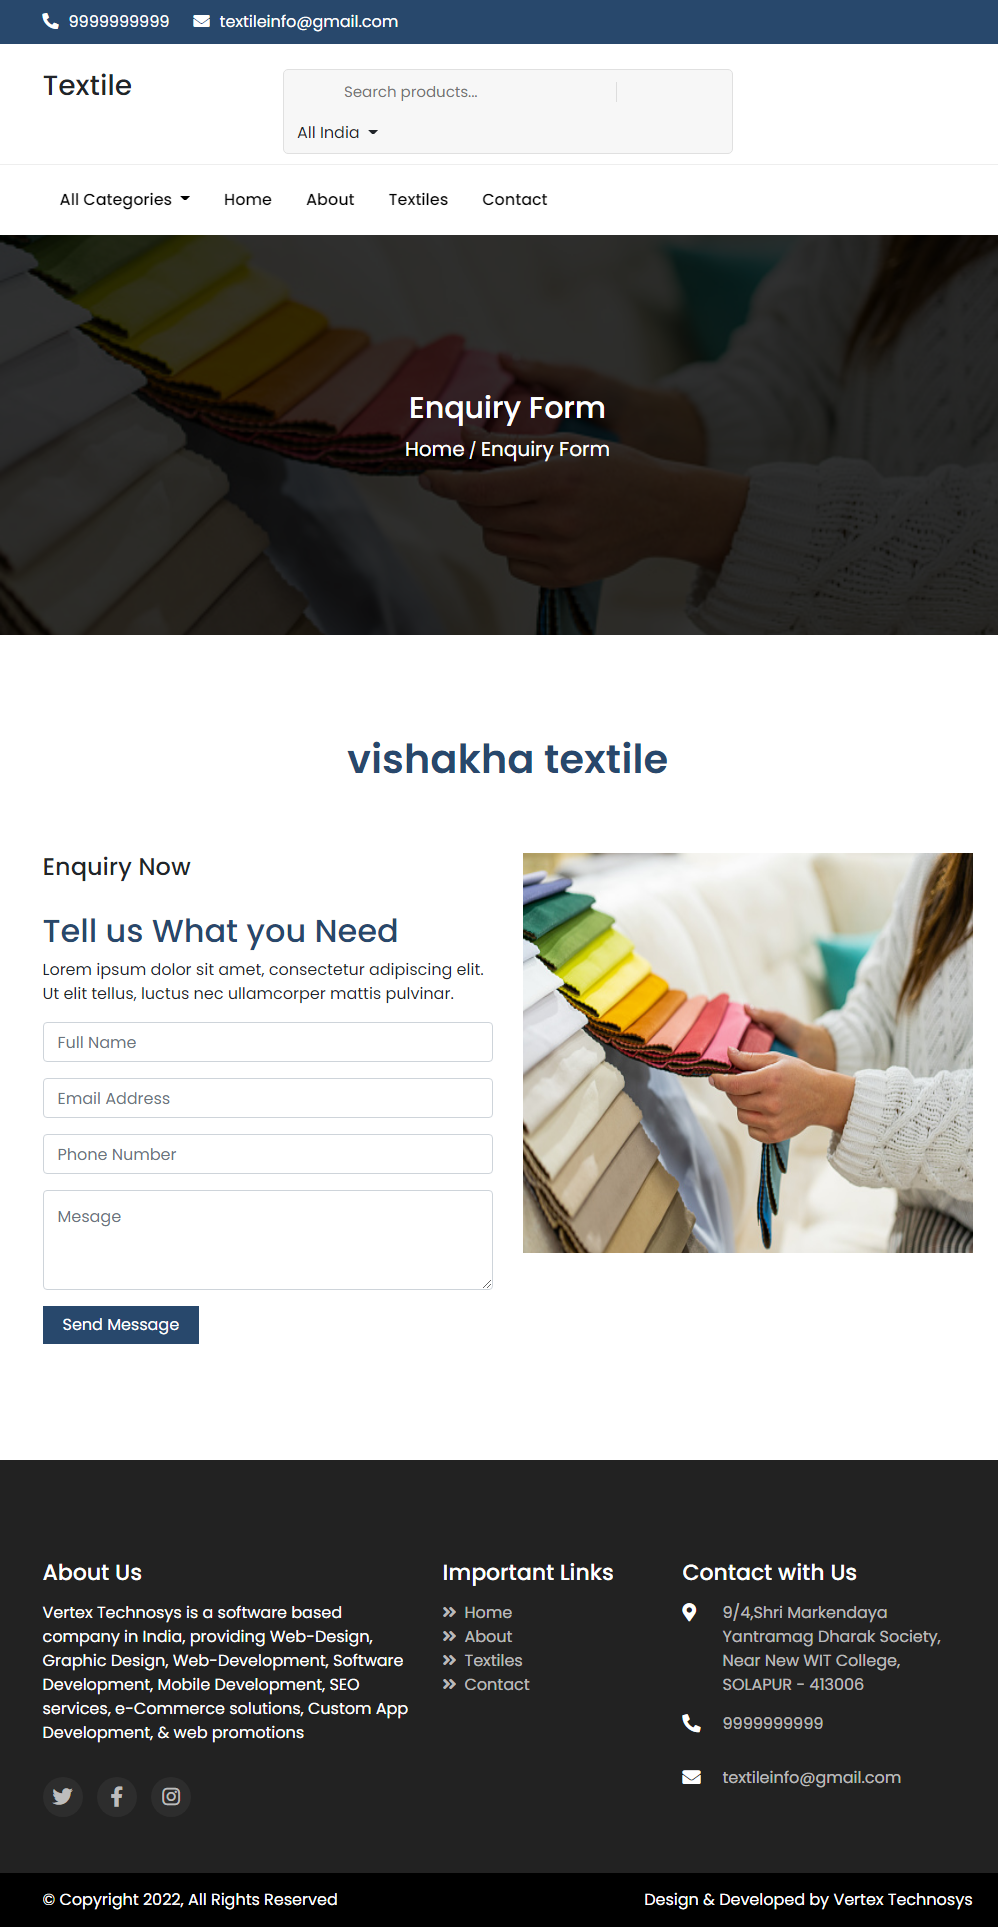 9999999999 textileinfo@gmail.com
Textile
Search products...
All India
All Categories Home About Textiles Contact
Enquiry Form
Home / Enquiry Form
vishakha textile
Enquiry Now
Tell us What you Need
Lorem ipsum dolor sit amet, consectetur adipiscing elit.
Ut elit tellus, luctus nec ullamcorper mattis pulvinar.
Full Name
Email Address
Phone Number
Mesage
Send Message
About Us
Vertex Technosys is a software based
company in India, providing Web-Design,
Graphic Design, Web-Development, Software
Development, Mobile Development, SEO
services, e-Commerce solutions, Custom App
Development, & web promotions
Important Links
Home
About
Textiles
Contact
Contact with Us
9/4,Shri Markendaya
Yantramag Dharak Society,
Near New WIT College,
SOLAPUR - 413006
9999999999
textileinfo@gmail.com
© Copyright 2022, All Rights Reserved
Design & Developed by Vertex Technosys